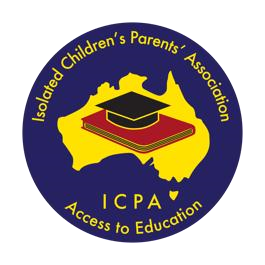 Isolated Children's Parents' Association
ICPA
Access to Education